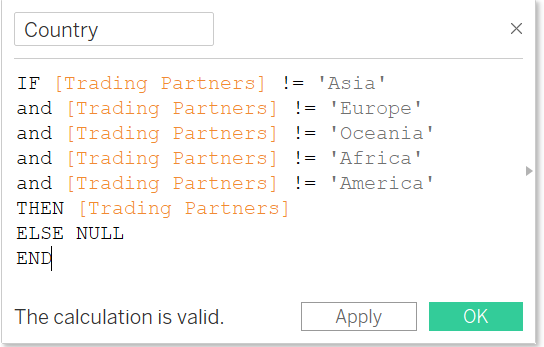 Country
IF [Trading Partners] != 'Asia'
and [Trading Partners] != 'Europe'
and [Trading Partners] != 'Oceania'
and [Trading Partners] != 'Africa'
and [Trading Partners] != 'America'
THEN [Trading Partners]
ELSE NULL
END
The calculation is valid.
Apply
OK